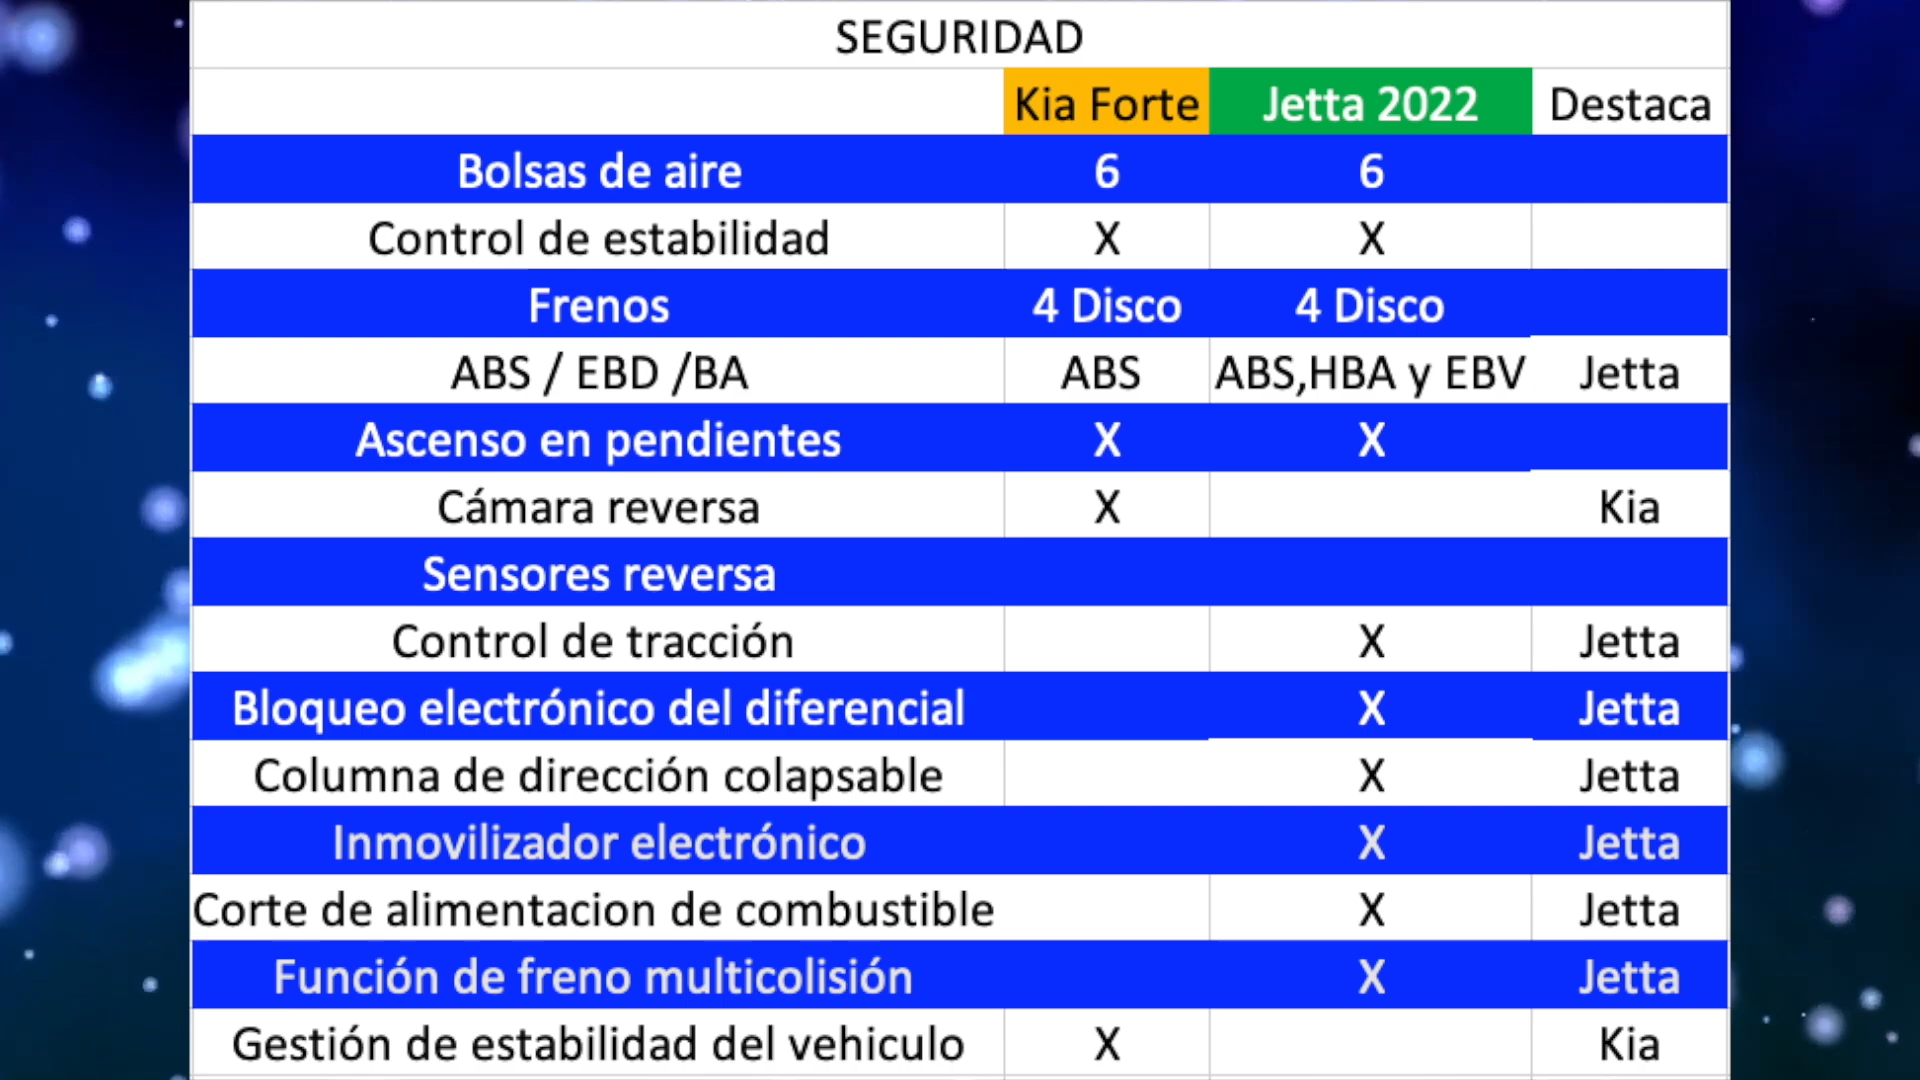 SEGURIDAD
Kia Forte Jetta 2022 Destaca
Bolsas de aire 6 6
Control de estabilidad X X
Frenos 4 Disco 4 Disco
ABS / EBD /BA ABS ABS,HBA y EBV Jetta
Ascenso en pendientes X X
Cámara reversa X Kia
Sensores reversa
Control de tracción X Jetta
Bloqueo electrónico del diferencial X Jetta
Columna de dirección colapsable X Jetta
Inmovilizador electrónico X Jetta
Corte de alimentacion de combustible X Jetta
Función de freno multicolisión X Jetta
Gestión de estabilidad del vehiculo X Kia